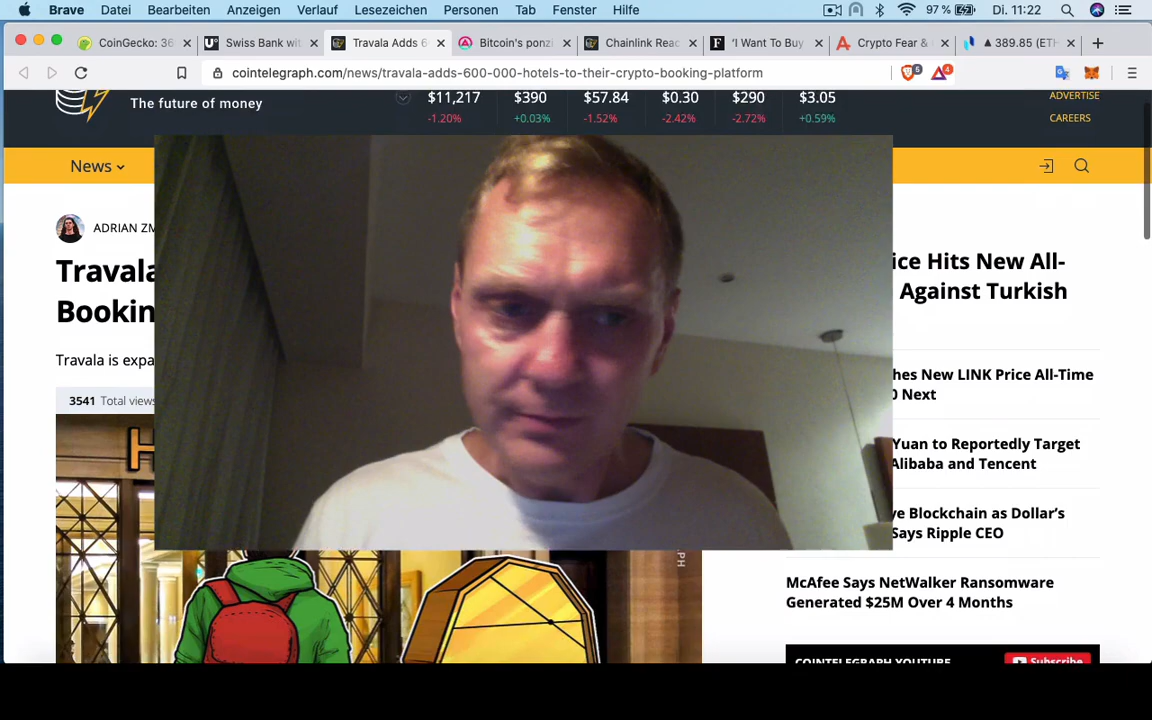 Brave Datei Bearbeiten Anzeigen Verlauf Lesezeichen Personen Tab Fenster Hilfe 97 % Di. 11:22
CoinGecko: 36 Swiss Bank wit Travala Adds 6 Bitcoin's ponzi Chainlink Reac 'I Want To Buy Crypto Fear & ▲ 389.85 (ETH
cointelegraph.com/news/travala-adds-600-000-hotels-to-their-crypto-booking-platform 5 4
The future of money
$11,217 $390 $57.84 $0.30 $290 $3.05
-1.20% +0.03% -1.52% -2.42% -2.72% +0.59%
ADVERTISE
CAREERS
News
ADRIAN ZM
Travala
Bookin
Travala is expa
3541 Total views
H
ice Hits New All-
Against Turkish
hes New LINK Price All-Time
0 Next
Yuan to Reportedly Target
Alibaba and Tencent
ve Blockchain as Dollar's
Says Ripple CEO
McAfee Says NetWalker Ransomware
Generated $25M Over 4 Months
COINTELEGRAPH YOUTUBE Subscribe